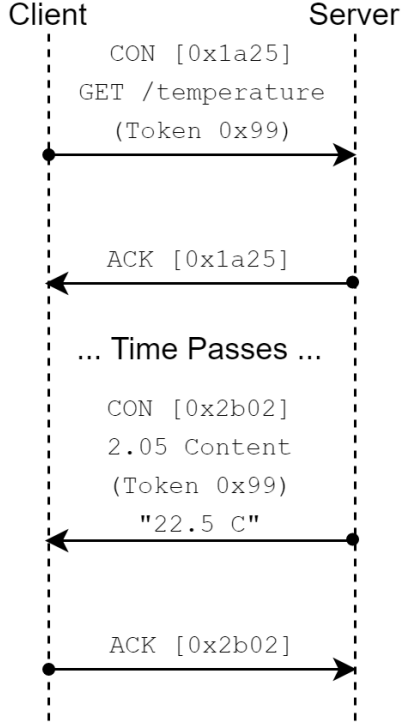 Client Server
CON [0x1a25]
GET /temperature
(Token 0x99)
ACK [0x1a25]
... Time Passes ...
CON [0x2b02]
2.05 Content
(Token 0x99)
"22.5 C"
ACK [0x2b02]